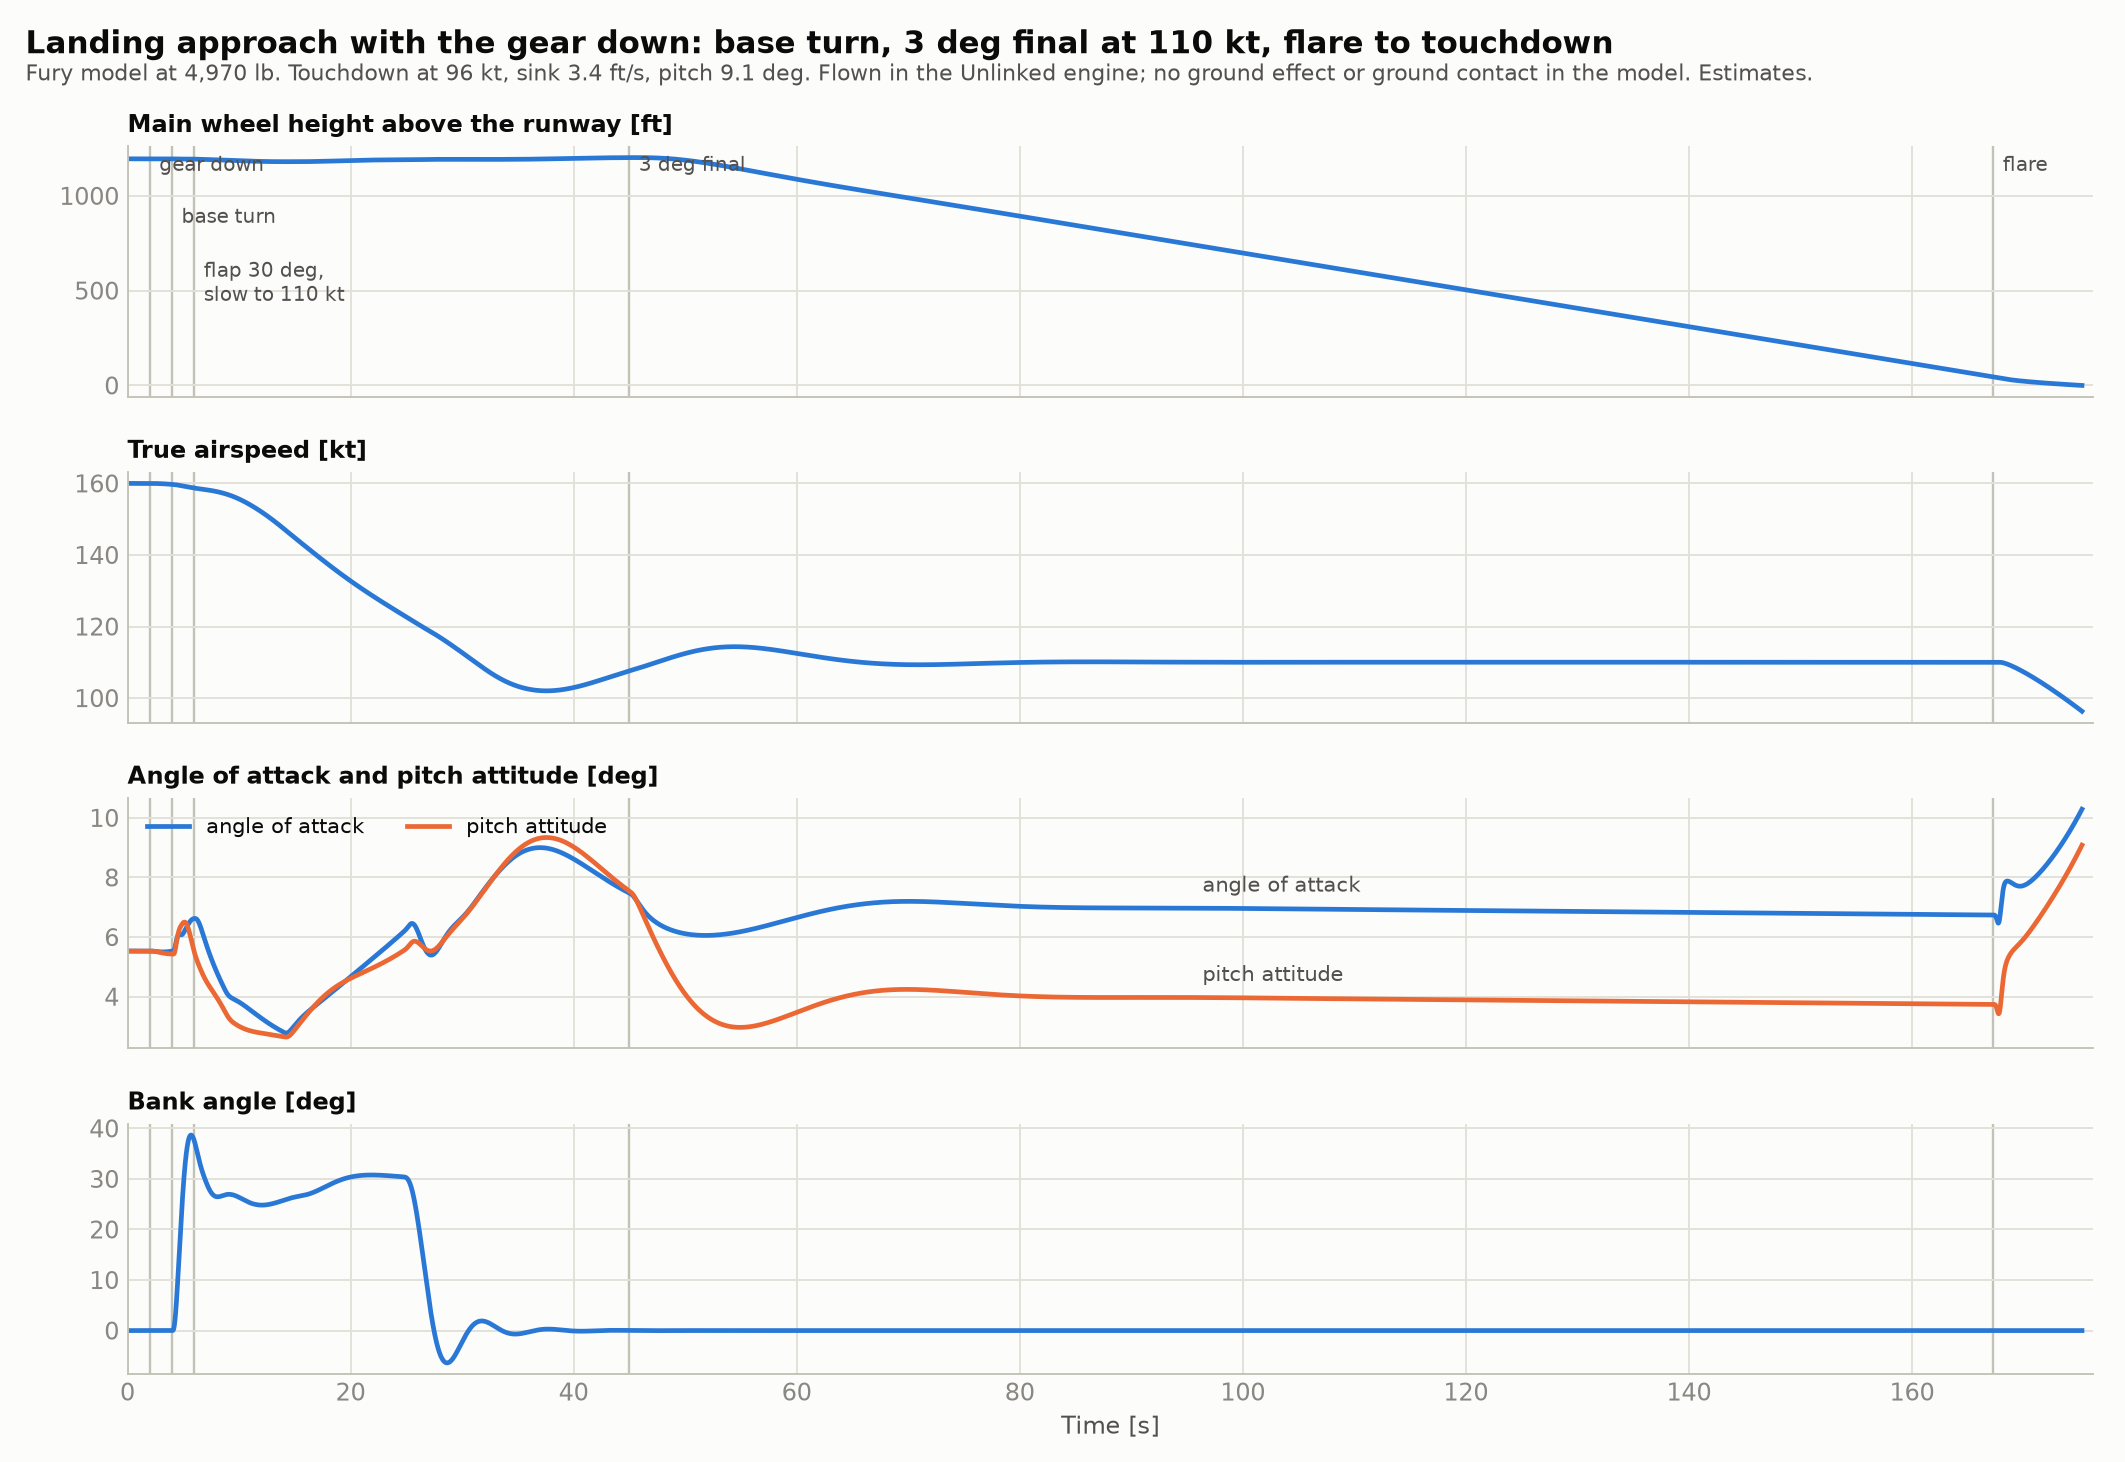 Landing approach with the gear down: base turn, 3 deg final at 110 kt, flare to touchdown
Fury model at 4,970 lb. Touchdown at 96 kt, sink 3.4 ft/s, pitch 9.1 deg. Flown in the Unlinked engine; no ground effect or ground contact in the model. Estimates.
Main wheel height above the runway [ft]
gear down
3 deg final
flare
1000
base turn
flap 30 deg,
500
slow to 110 kt
0
True airspeed [kt]
160
140
120
100
Angle of attack and pitch attitude [deg]
10
angle of attack
pitch attitude
8
angle of attack
6
pitch attitude
4
Bank angle [deg]
40
30
20
10
0
0 20 40 60 80 100 120 140 160
Time [s]